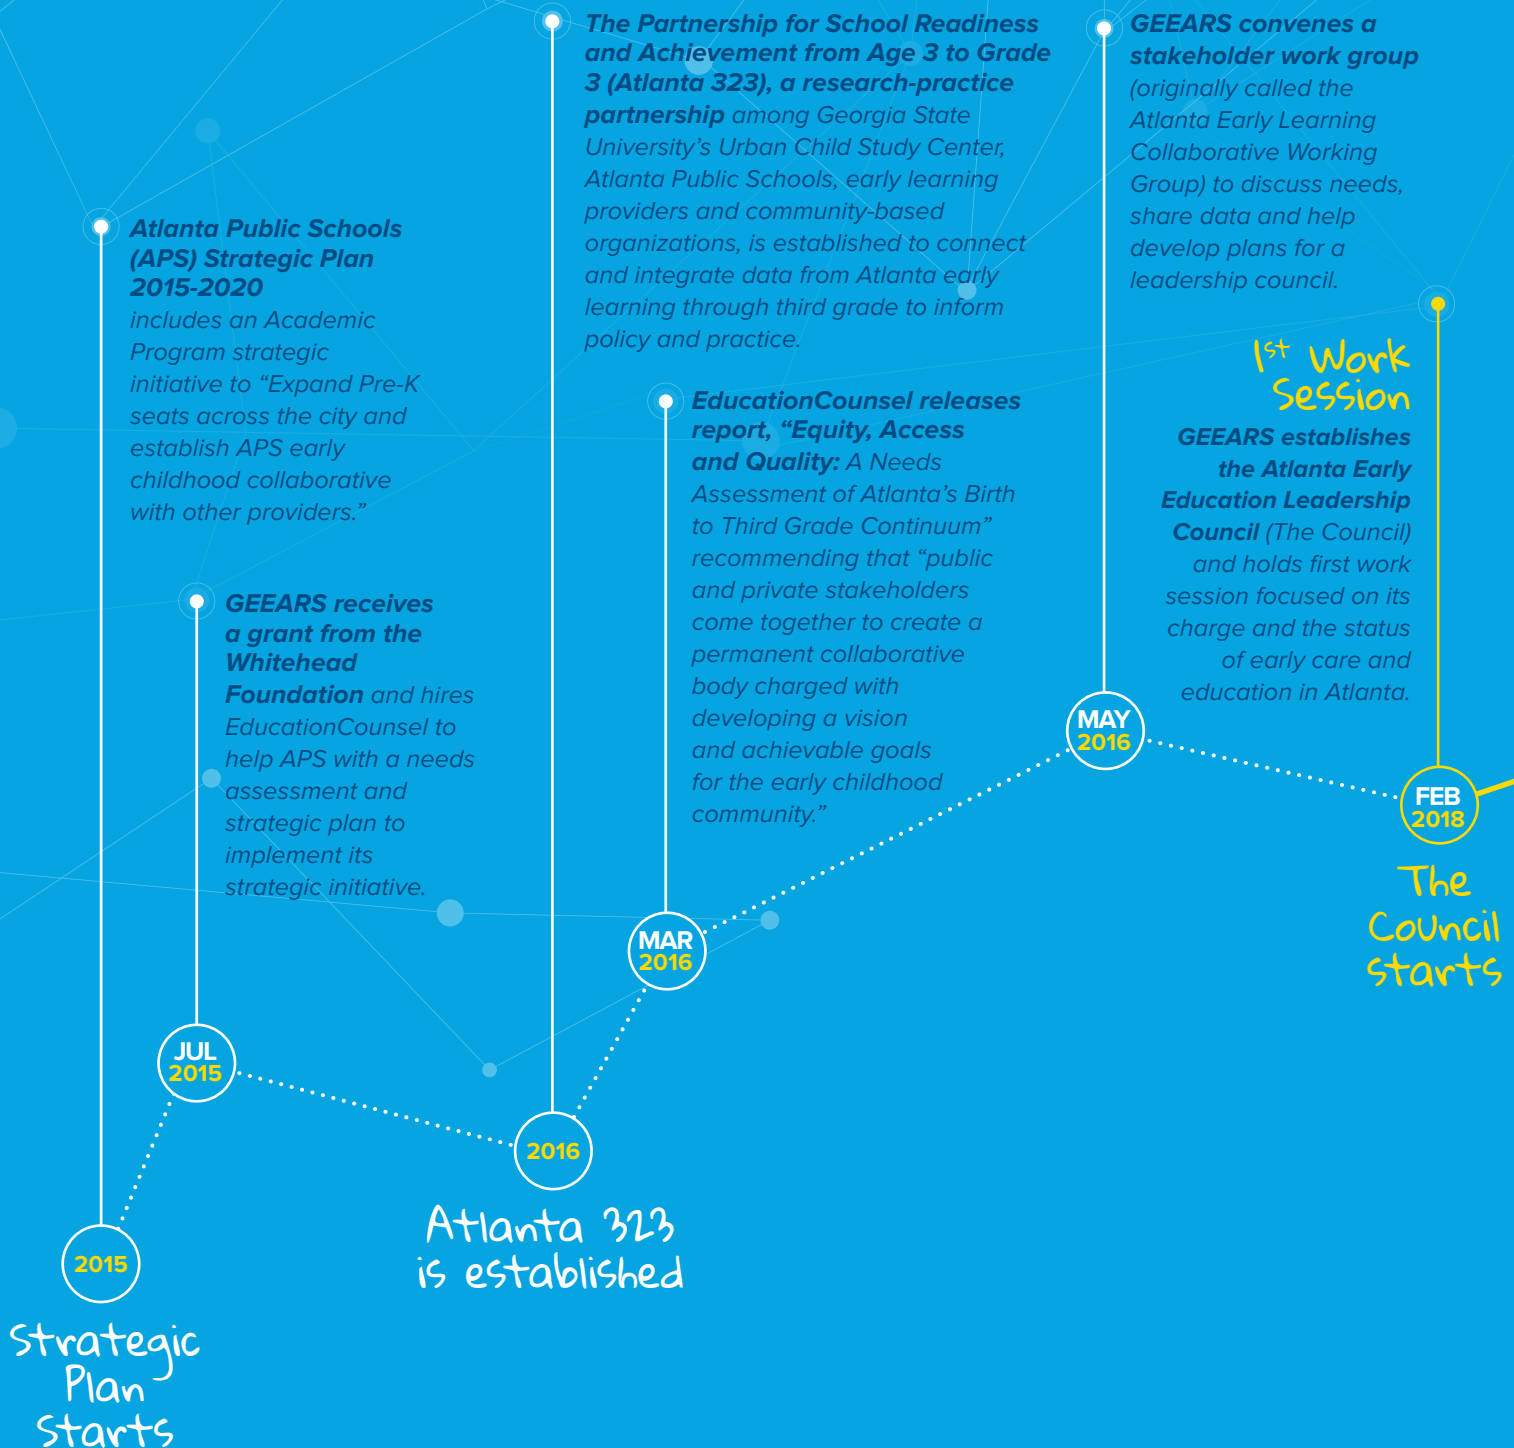 Atlanta Public Schools
(APS) Strategic Plan
2015-2020
includes an Academic
Program strategic
initiative to “Expand Pre-K
seats across the city and
establish APS early
childhood collaborative
with other providers.”
2015
Strategic
Plan
Starts
GEEARS receives
a grant from the
Whitehead
Foundation and hires
EducationCounsel to
help APS with a needs
assessment and
strategic plan to
implement its
strategic initiative.
JUL
2015
The Partnership for School Readiness
and Achievement from Age 3 to Grade
3 (Atlanta 323), a research-practice
partnership among Georgia State
University’s Urban Child Study Center,
Atlanta Public Schools, early learning
providers and community-based
organizations, is established to connect
and integrate data from Atlanta early
learning through third grade to inform
policy and practice.
2016
Atlanta 323
is established
EducationCounsel releases
report, “Equity, Access
and Quality: A Needs
Assessment of Atlanta’s Birth
to Third Grade Continuum”
recommending that “public
and private stakeholders
come together to create a
permanent collaborative
body charged with
developing a vision
and achievable goals
for the early childhood
community.”
MAR
2016
GEEARS convenes a
stakeholder work group
(originally called the
Atlanta Early Learning
Collaborative Working
Group) to discuss needs,
share data and help
develop plans for a
leadership council.
MAY
2016
1st Work
Session
GEEARS establishes
the Atlanta Early
Education Leadership
Council (The Council)
and holds first work
session focused on its
charge and the status
of early care and
education in Atlanta.
FEB
2018
The
Council
starts